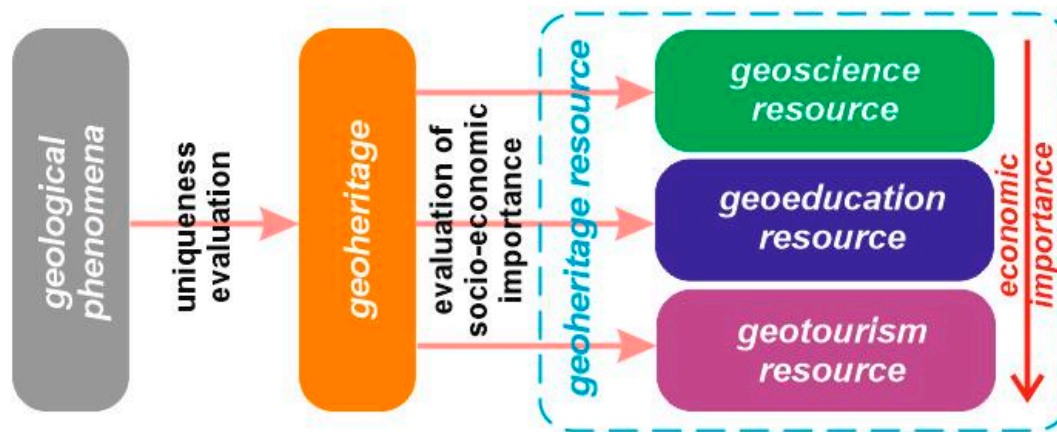 geological
phenomena
uniqueness
evaluation
geoheritage
evaluation of
socio-economic
importance
geoheritage resource
geoscience
resource
geoeducation
resource
geotourism
resource
economic
importance